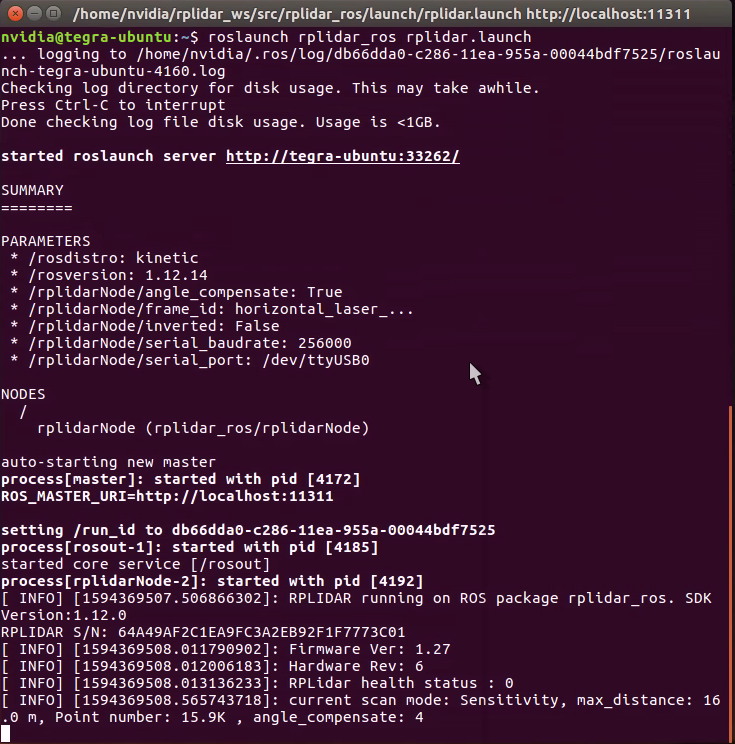 /home/nvidia/rplidar_ws/src/rplidar_ros/launch/rplidar.launch http://localhost:11311
nvidia@tegra-ubuntu:~$ roslaunch rplidar_ros rplidar.launch
... logging to /home/nvidia/.ros/log/db66dda0-c286-11ea-955a-00044bdf7525/roslau
nch-tegra-ubuntu-4160.log
Checking log directory for disk usage. This may take awhile.
Press Ctrl-C to interrupt
Done checking log file disk usage. Usage is <1GB.
started roslaunch server http://tegra-ubuntu:33262/
SUMMARY
========
PARAMETERS
* /rosdistro: kinetic
* /rosversion: 1.12.14
* /rplidarNode/angle_compensate: True
* /rplidarNode/frame_id: horizontal_laser_...
* /rplidarNode/inverted: False
* /rplidarNode/serial_baudrate: 256000
* /rplidarNode/serial_port: /dev/ttyUSB0
NODES
/
rplidarNode (rplidar_ros/rplidarNode)
auto-starting new master
process[master]: started with pid [4172]
ROS_MASTER_URI=http://localhost:11311
setting /run_id to db66dda0-c286-11ea-955a-00044bdf7525
process[rosout-1]: started with pid [4185]
started core service [/rosout]
process[rplidarNode-2]: started with pid [4192]
[ INFO] [1594369507.506866302]: RPLIDAR running on ROS package rplidar_ros. SDK
Version:1.12.0
RPLIDAR S/N: 64A49AF2C1EA9FC3A2EB92F1F7773C01
[ INFO] [1594369508.011790902]: Firmware Ver: 1.27
[ INFO] [1594369508.012006183]: Hardware Rev: 6
[ INFO] [1594369508.013136233]: RPLidar health status : 0
[ INFO] [1594369508.565743718]: current scan mode: Sensitivity, max_distance: 16
.0 m, Point number: 15.9K , angle_compensate: 4